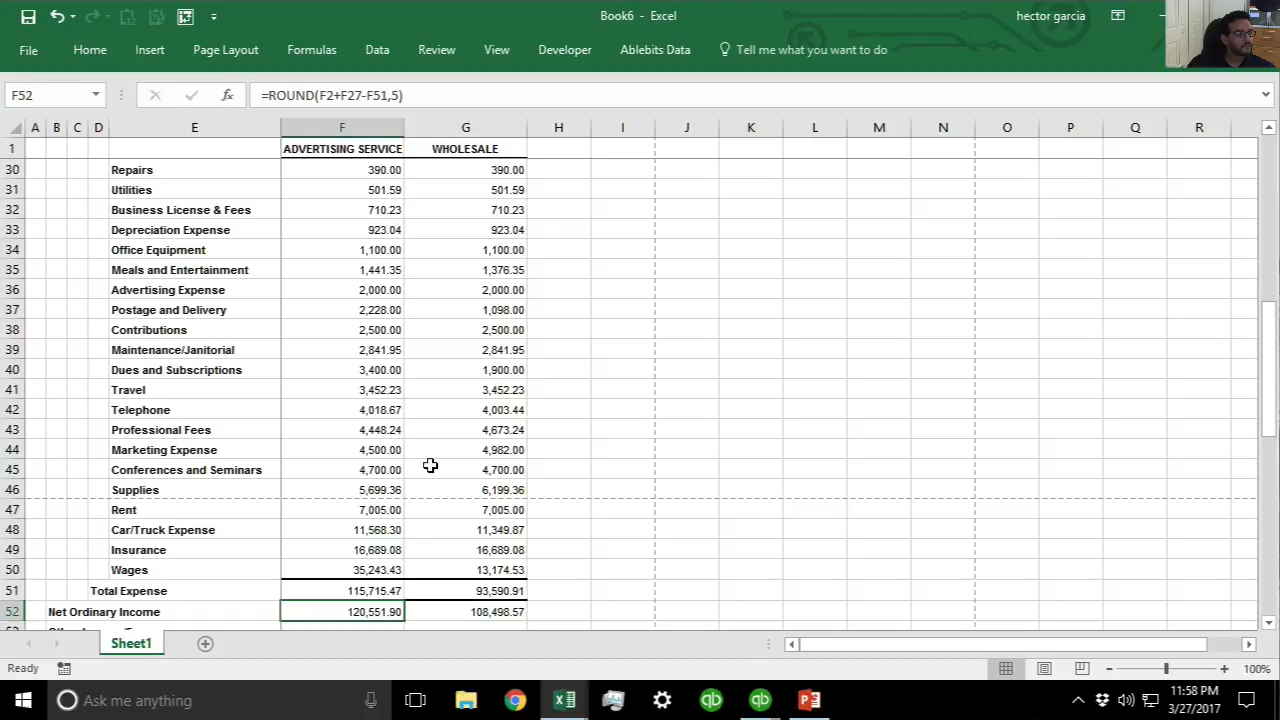 Book6 - Excel
hector garcia
File Home Insert Page Layout Formulas Data Review View Developer Ablebits Data Tell me what you want to do
F52 fx =ROUND(F2+F27-F51,5)
A B C D E F G H I J K L M N O P Q R
1 ADVERTISING SERVICE WHOLESALE
30 Repairs 390.00 390.00
31 Utilities 501.59 501.59
32 Business License & Fees 710.23 710.23
33 Depreciation Expense 923.04 923.04
34 Office Equipment 1,100.00 1,100.00
35 Meals and Entertainment 1,441.35 1,376.35
36 Advertising Expense 2,000.00 2,000.00
37 Postage and Delivery 2,228.00 1,098.00
38 Contributions 2,500.00 2,500.00
39 Maintenance/Janitorial 2,841.95 2,841.95
40 Dues and Subscriptions 3,400.00 1,900.00
41 Travel 3,452.23 3,452.23
42 Telephone 4,018.67 4,003.44
43 Professional Fees 4,448.24 4,673.24
44 Marketing Expense 4,500.00 4,982.00
45 Conferences and Seminars 4,700.00 4,700.00
46 Supplies 5,699.36 6,199.36
47 Rent 7,005.00 7,005.00
48 Car/Truck Expense 11,568.30 11,349.87
49 Insurance 16,689.08 16,689.08
50 Wages 35,243.43 13,174.53
51 Total Expense 115,715.47 93,590.91
52 Net Ordinary Income 120,551.90 108,498.57
Sheet1
Ready 100%
Ask me anything
11:58 PM
3/27/2017